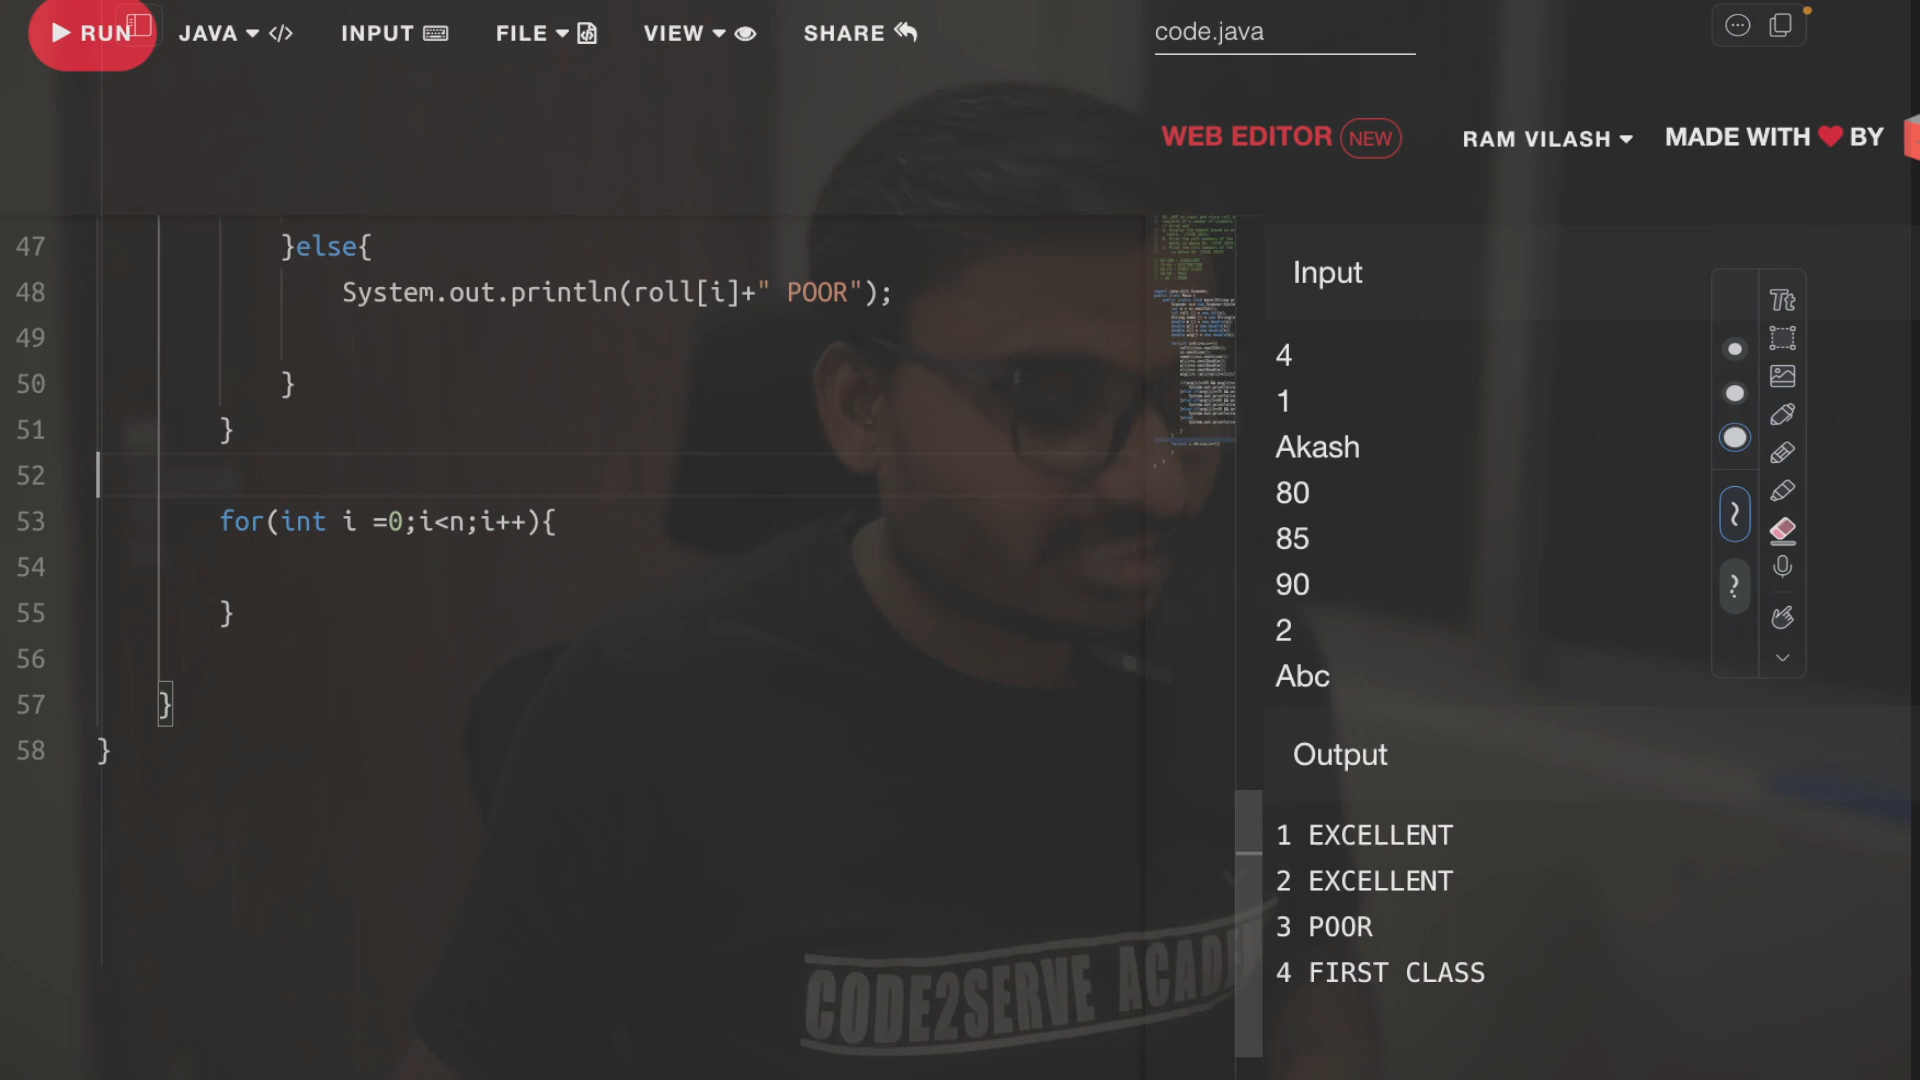 RUN JAVA </> INPUT FILE VIEW SHARE code.java
WEB EDITOR NEW RAM VILASH MADE WITH ❤ BY
47 }else{
48 System.out.println(roll[i]+" POOR");
49
50 }
51 }
52
53 for(int i =0;i<n;i++){
54
55 }
56
57 }
58 }
Input
4
1
Akash
80
85
90
2
Abc
Output
1 EXCELLENT
2 EXCELLENT
3 POOR
4 FIRST CLASS
Tt
CODE2SERVE